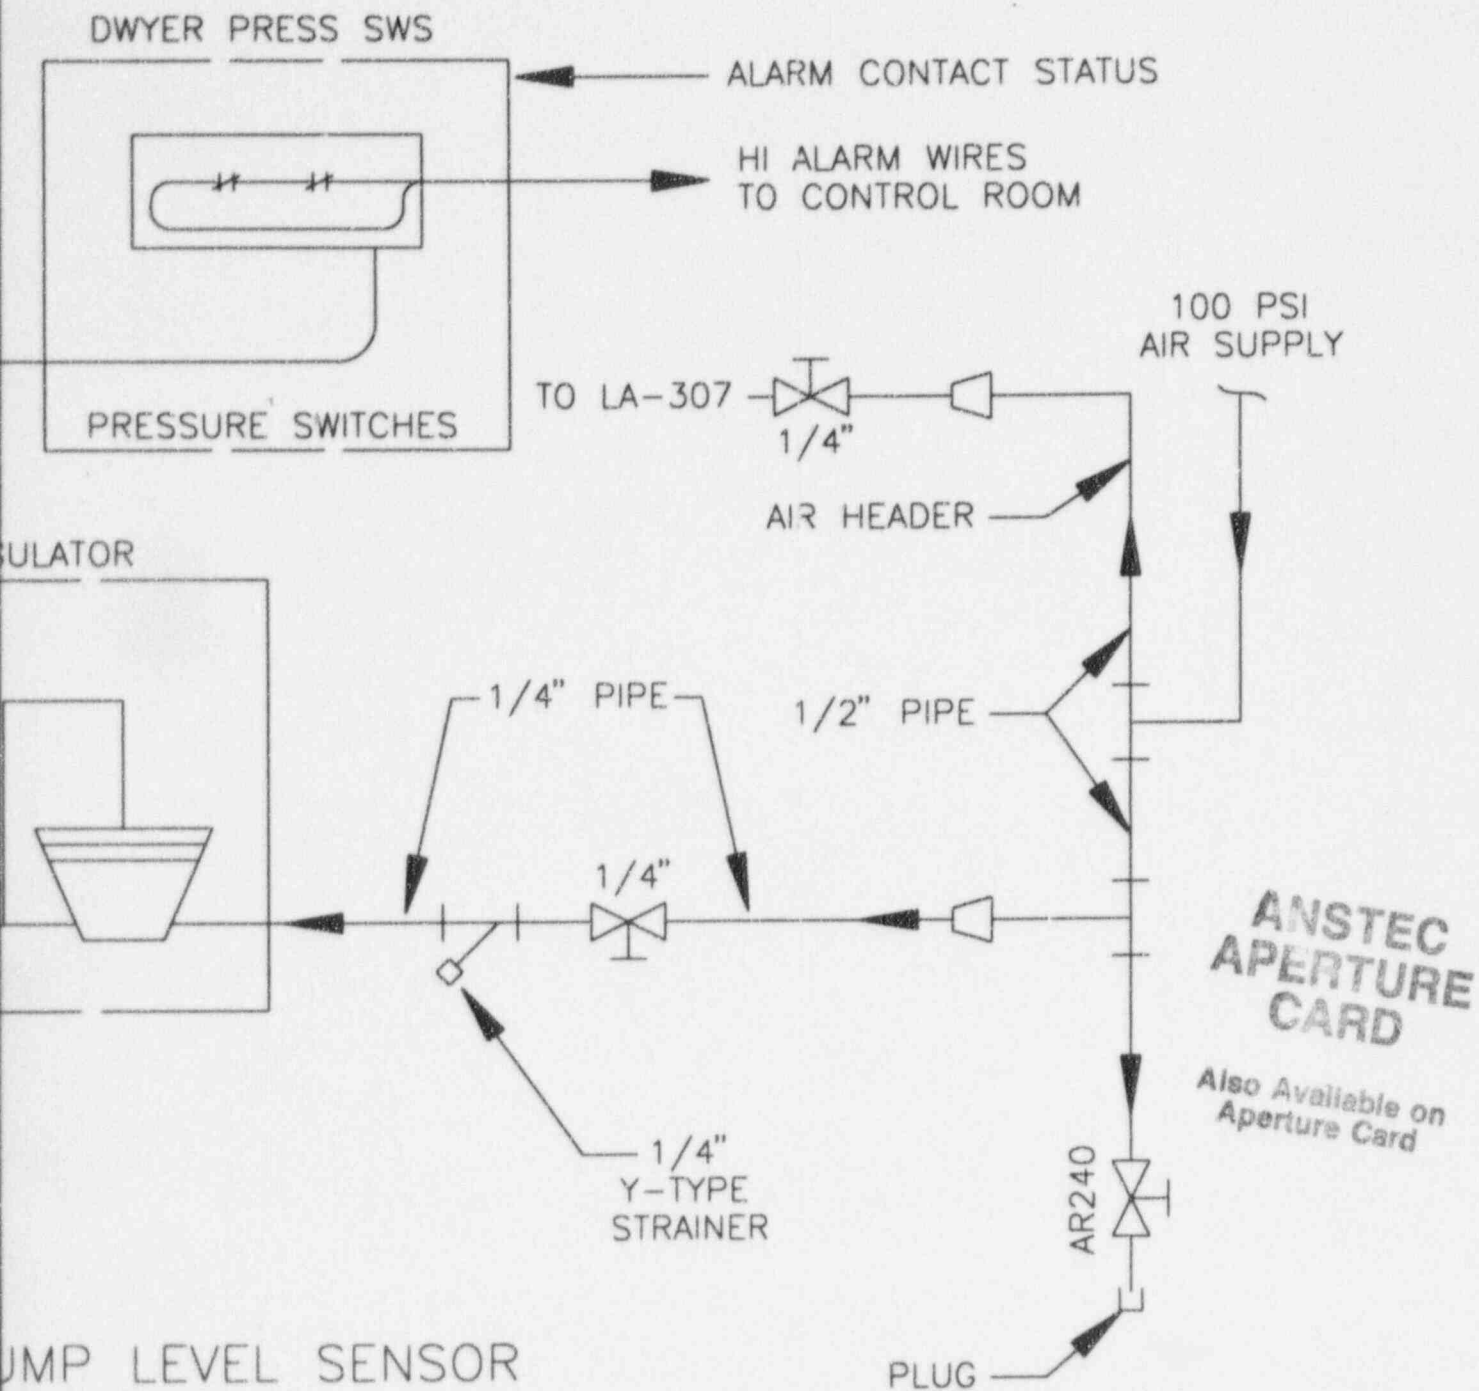 DWYER PRESS SWS
ALARM CONTACT STATUS
HI ALARM WIRES
TO CONTROL ROOM
100 PSI
AIR SUPPLY
TO LA-307
1/4"
PRESSURE SWITCHES
AIR HEADER
SULATOR
1/4" PIPE
1/2" PIPE
1/4"
ANSTEC
APERTURE
CARD
Also Available on
Aperture Card
1/4"
Y-TYPE
STRAINER
AR240
UMP LEVEL SENSOR
PLUG